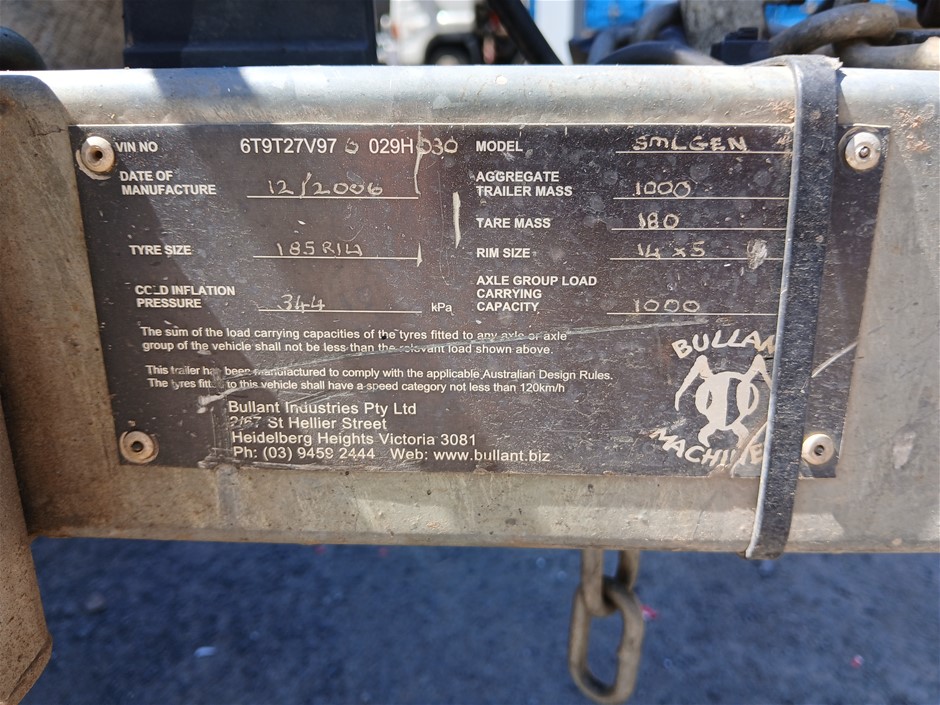 VIN NO 6T9T27V97 6 029H030 MODEL SMLGEN
DATE OF MANUFACTURE 12/2006
AGGREGATE TRAILER MASS 1000
TARE MASS 180
TYRE SIZE 185R14 RIM SIZE 14 x 5
COLD INFLATION PRESSURE 344 kPa
AXLE GROUP LOAD CARRYING CAPACITY 1000
The sum of the load carrying capacities of the tyres fitted to any axle or axle
group of the vehicle shall not be less than the relevant load shown above.
This trailer has been manufactured to comply with the applicable Australian Design Rules.
The tyres fitted to this vehicle shall have a speed category not less than 120km/h
Bullant Industries Pty Ltd
2/67 St Hellier Street
Heidelberg Heights Victoria 3081
Ph: (03) 9459 2444 Web: www.bullant.biz
BULLANT
MACHINES